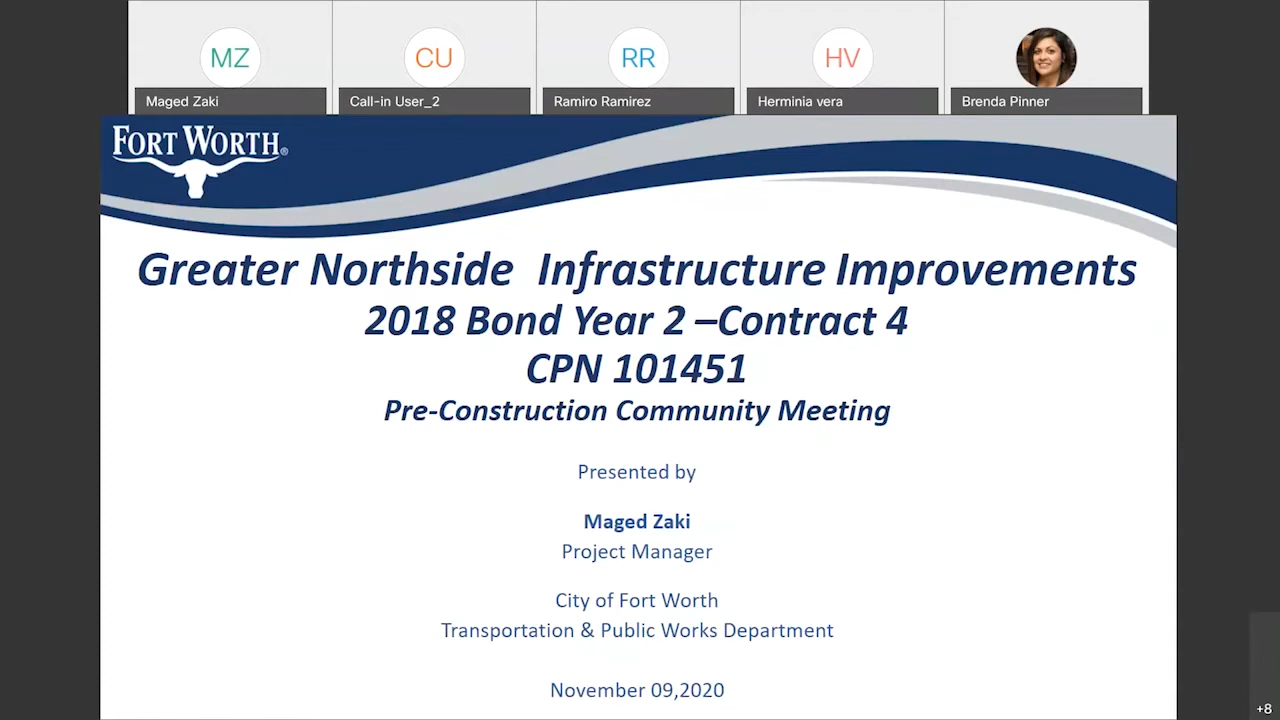 MZ
CU
RR
HV
Maged Zaki
Call-in User_2
Ramiro Ramirez
Herminia vera
Brenda Pinner
FORT WORTH®
Greater Northside Infrastructure Improvements
2018 Bond Year 2 –Contract 4
CPN 101451
Pre-Construction Community Meeting
Presented by
Maged Zaki
Project Manager
City of Fort Worth
Transportation & Public Works Department
November 09,2020
+8